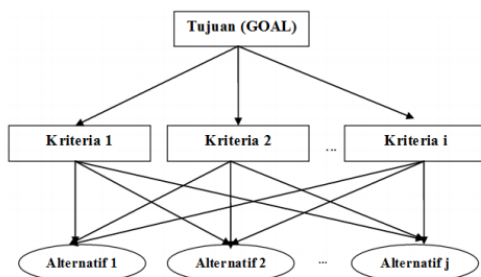 Tujuan (GOAL)
Kriteria 1
Kriteria 2
...
Kriteria i
Alternatif 1
Alternatif 2
...
Alternatif j